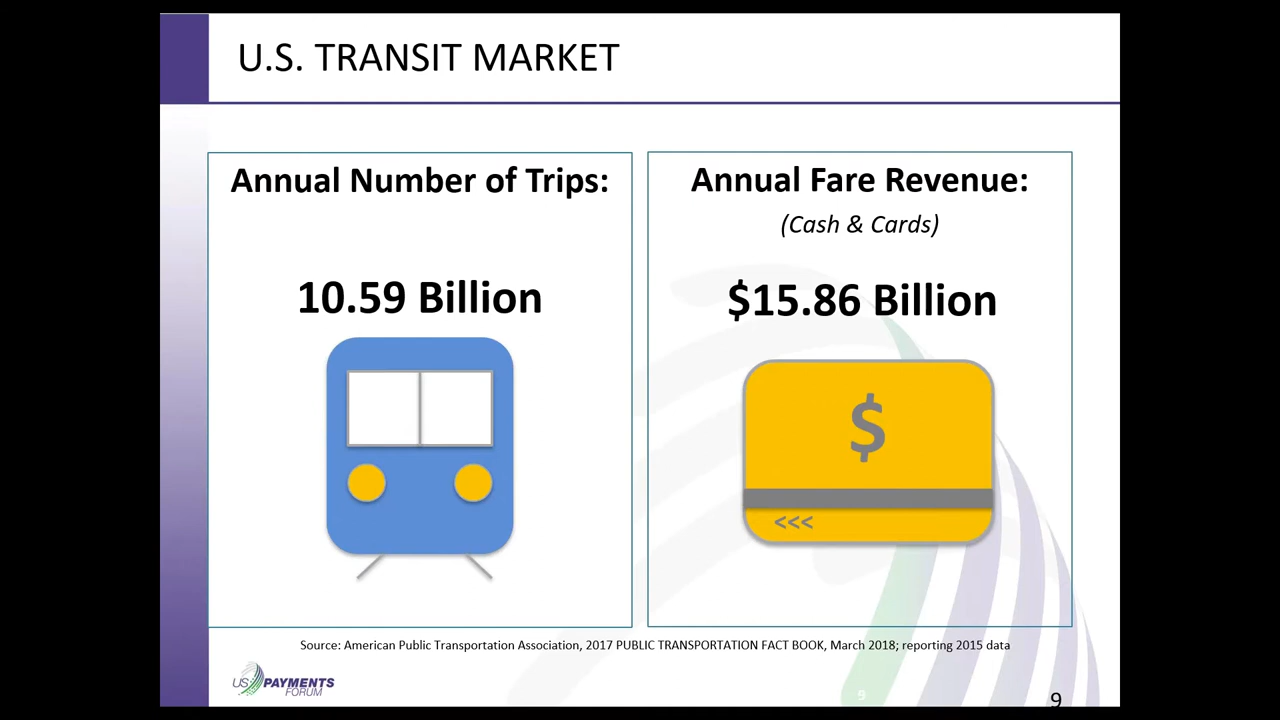 U.S. TRANSIT MARKET
Annual Number of Trips:
10.59 Billion
Annual Fare Revenue:
(Cash & Cards)
$15.86 Billion
$
<<<
Source: American Public Transportation Association, 2017 PUBLIC TRANSPORTATION FACT BOOK, March 2018; reporting 2015 data
US PAYMENTS
FORUM
9
9